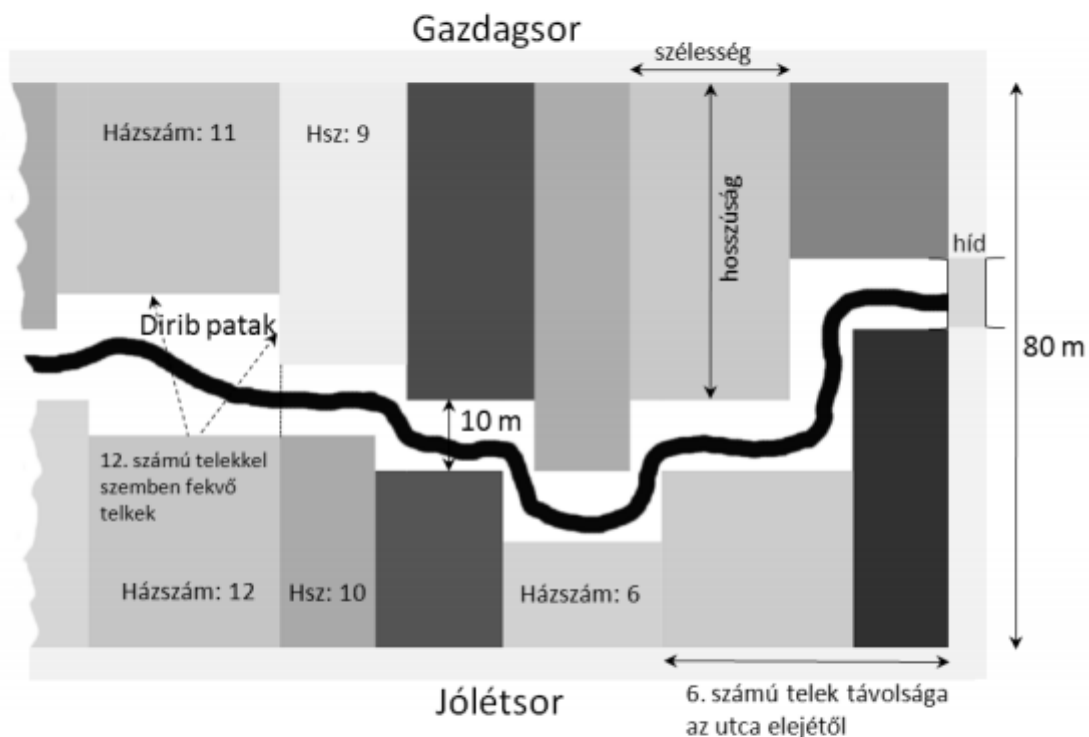 Gazdagsor
szélesség
Házszám: 11
Hsz: 9
hosszúság
híd
Dirib patak
80 m
10 m
12. számú telekkel
szemben fekvő
telkek
Házszám: 12
Hsz: 10
Házszám: 6
Jólétsor
6. számú telek távolsága
az utca elejétől